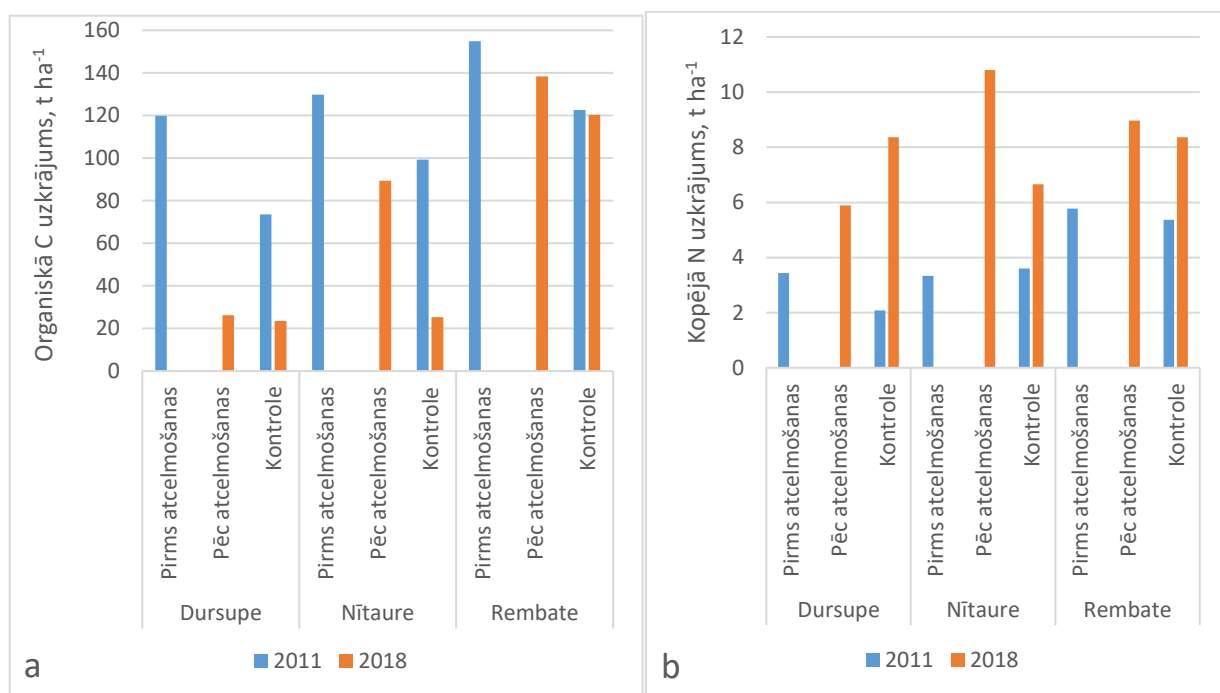 Organiskā C uzkrājums, t ha⁻¹
160
140
120
100
80
60
40
20
0
Pirms atcelmošanas
Pēc atcelmošanas
Kontrole
Pirms atcelmošanas
Pēc atcelmošanas
Kontrole
Pirms atcelmošanas
Pēc atcelmošanas
Kontrole
Dursupe
Nītaure
Rembate
2011
2018
a
Kopējā N uzkrājums, t ha⁻¹
12
10
8
6
4
2
0
Pirms atcelmošanas
Pēc atcelmošanas
Kontrole
Pirms atcelmošanas
Pēc atcelmošanas
Kontrole
Pirms atcelmošanas
Pēc atcelmošanas
Kontrole
Dursupe
Nītaure
Rembate
2011
2018
b